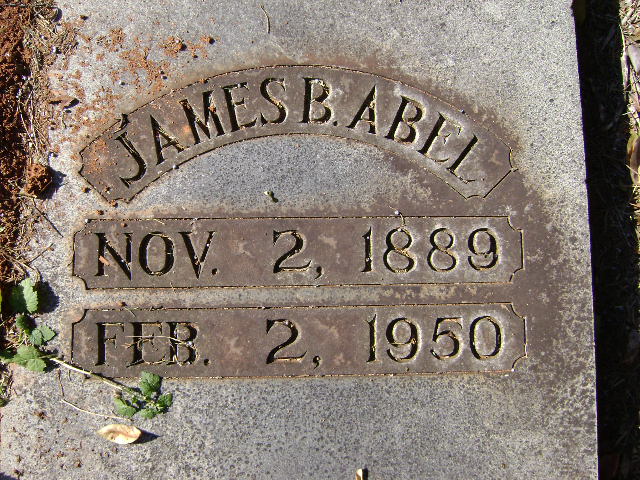 JAMES B. ABEL
NOV. 2, 1889
FEB. 2, 1950